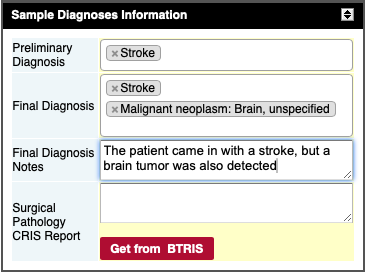 Sample Diagnoses Information
Preliminary
Diagnosis
×Stroke
Final Diagnosis
×Stroke
×Malignant neoplasm: Brain, unspecified
Final Diagnosis
Notes
The patient came in with a stroke, but a
brain tumor was also detected
Surgical
Pathology
CRIS Report
Get from BTRIS